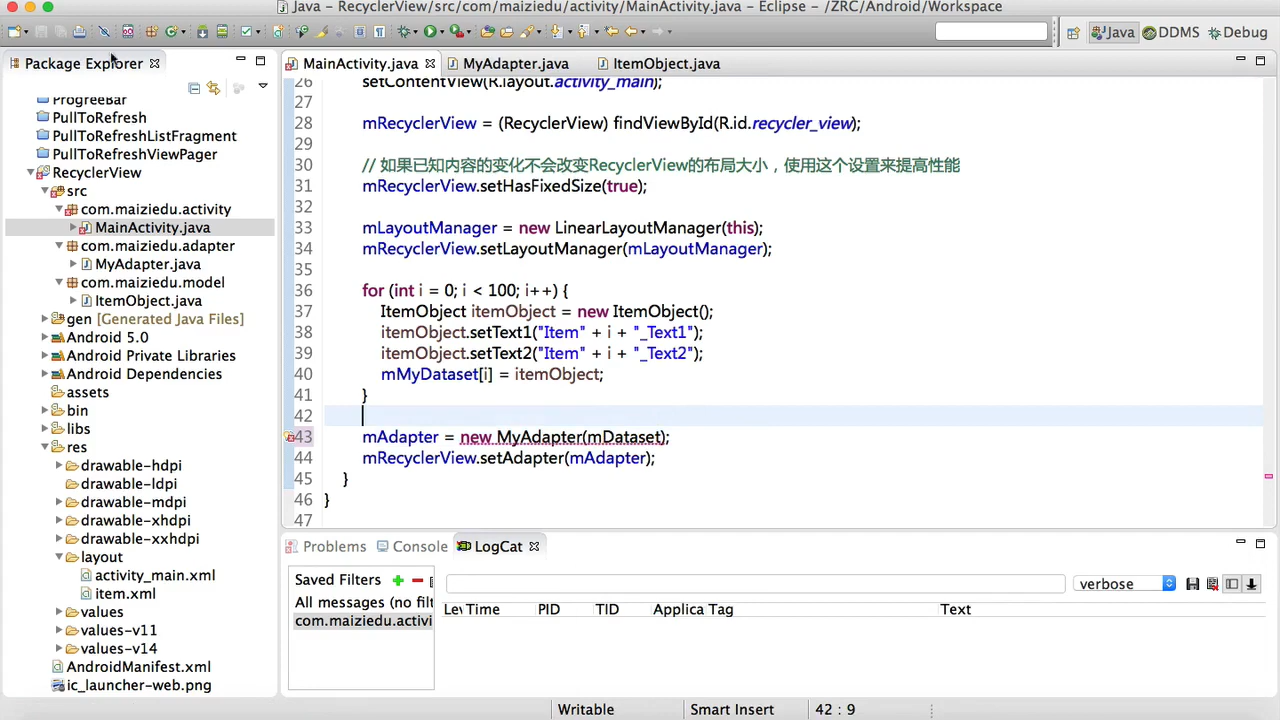 Java - RecyclerView/src/com/maiziedu/activity/MainActivity.java - Eclipse - /ZRC/Android/Workspace
Java
DDMS
Debug
Package Explorer
ProgreeBar
PullToRefresh
PullToRefreshListFragment
PullToRefreshViewPager
RecyclerView
src
com.maiziedu.activity
MainActivity.java
com.maiziedu.adapter
MyAdapter.java
com.maiziedu.model
ItemObject.java
gen [Generated Java Files]
Android 5.0
Android Private Libraries
Android Dependencies
assets
bin
libs
res
drawable-hdpi
drawable-ldpi
drawable-mdpi
drawable-xhdpi
drawable-xxhdpi
layout
activity_main.xml
item.xml
values
values-v11
values-v14
AndroidManifest.xml
ic_launcher-web.png
MainActivity.java
MyAdapter.java
ItemObject.java
26 setContentView(R.layout.activity_main);
27
28 mRecyclerView = (RecyclerView) findViewById(R.id.recycler_view);
29
30 // 如果已知内容的变化不会改变RecyclerView的布局大小，使用这个设置来提高性能
31 mRecyclerView.setHasFixedSize(true);
32
33 mLayoutManager = new LinearLayoutManager(this);
34 mRecyclerView.setLayoutManager(mLayoutManager);
35
36 for (int i = 0; i < 100; i++) {
37 ItemObject itemObject = new ItemObject();
38 itemObject.setText1("Item" + i + "_Text1");
39 itemObject.setText2("Item" + i + "_Text2");
40 mMyDataset[i] = itemObject;
41 }
42
43 mAdapter = new MyAdapter(mDataset);
44 mRecyclerView.setAdapter(mAdapter);
45 }
46 }
47
Problems
Console
LogCat
Saved Filters
All messages (no filt
com.maiziedu.activi
verbose
Lev Time PID TID Applica Tag Text
Writable
Smart Insert
42 : 9